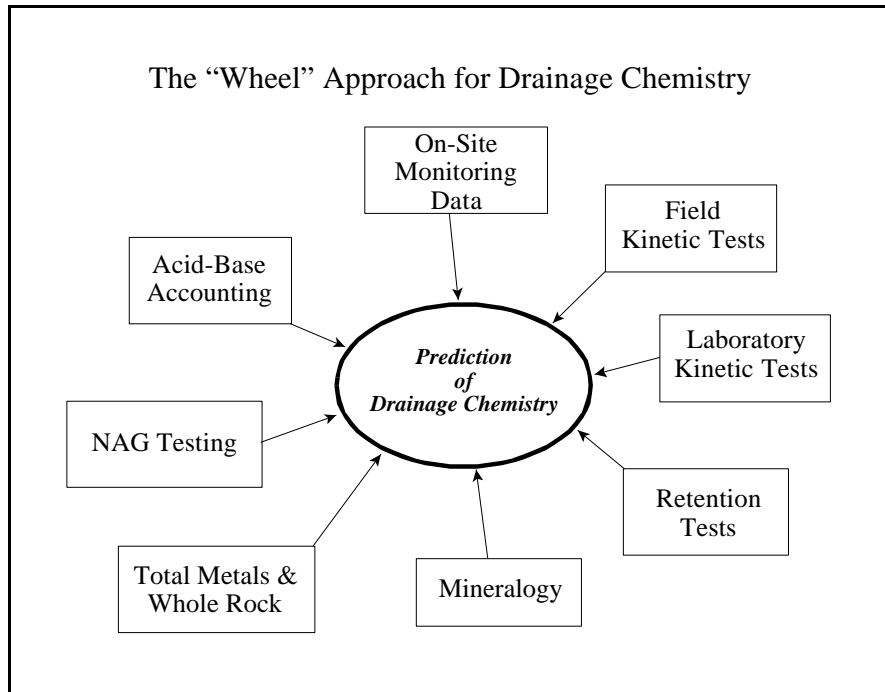 The “Wheel” Approach for Drainage Chemistry
On-Site
Monitoring
Data
Field
Kinetic Tests
Acid-Base
Accounting
Laboratory
Kinetic Tests
Prediction
of
Drainage Chemistry
NAG Testing
Retention
Tests
Total Metals &
Whole Rock
Mineralogy